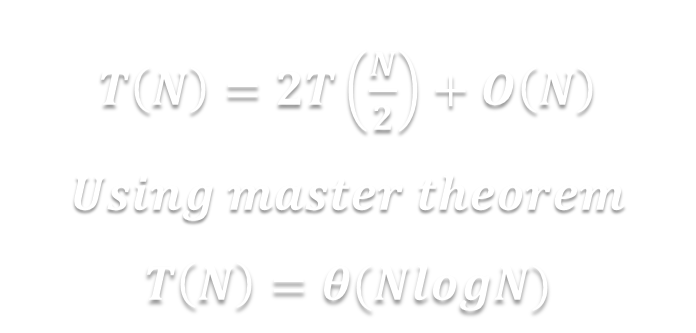 T(N) = 2T(N/2) + O(N)
Using master theorem
T(N) = θ(NlogN)